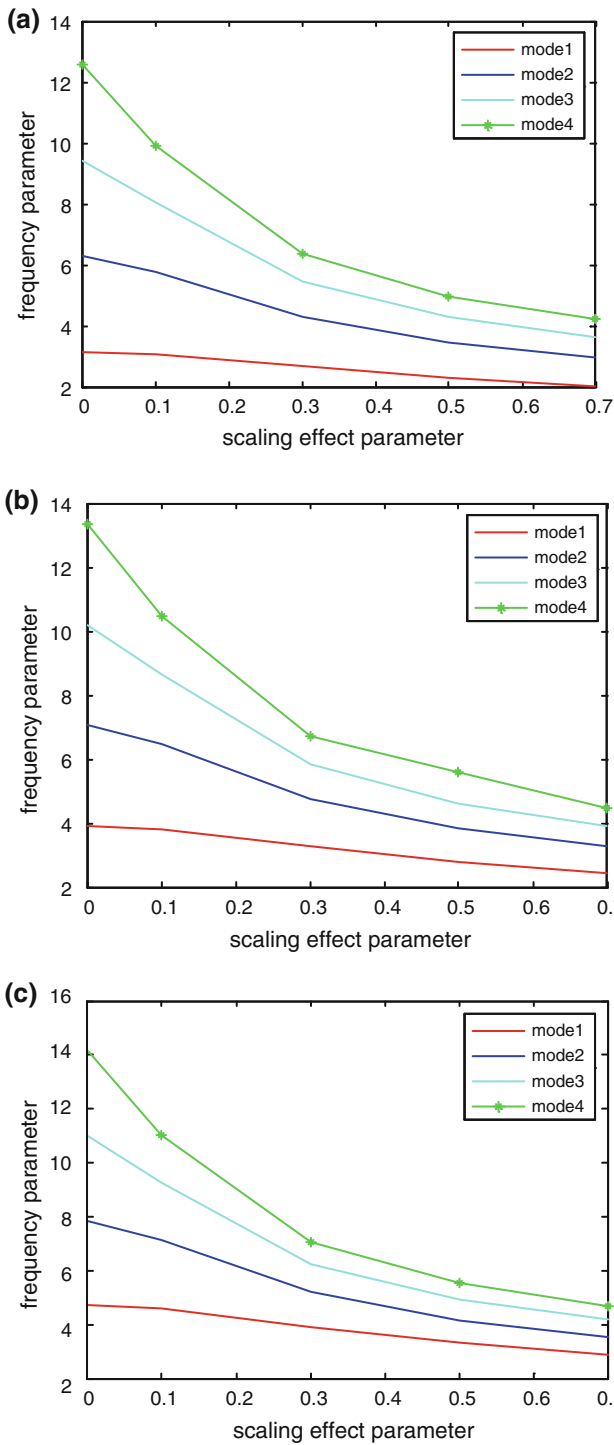 (a)
14
12
10
8
6
4
2
frequency parameter
mode1
mode2
mode3
mode4
0 0.1 0.2 0.3 0.4 0.5 0.6 0.7
scaling effect parameter
(b)
14
12
10
8
6
4
2
frequency parameter
mode1
mode2
mode3
mode4
0 0.1 0.2 0.3 0.4 0.5 0.6 0.
scaling effect parameter
(c)
16
14
12
10
8
6
4
2
frequency parameter
mode1
mode2
mode3
mode4
0 0.1 0.2 0.3 0.4 0.5 0.6 0.
scaling effect parameter